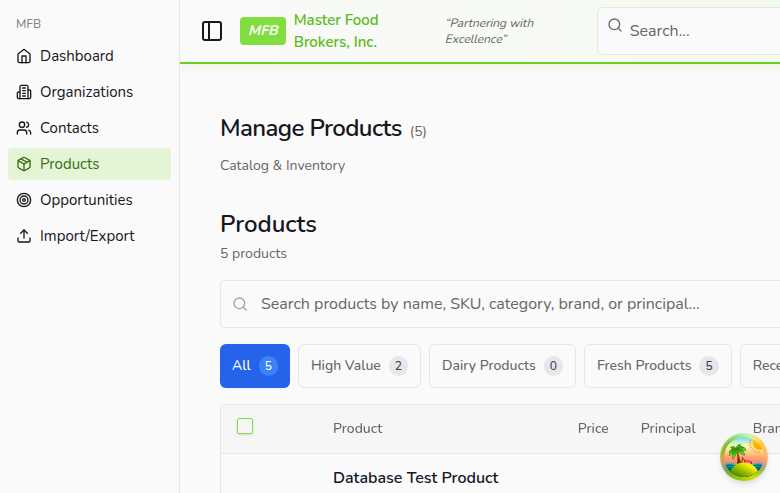 MFB
Dashboard
Organizations
Contacts
Products
Opportunities
Import/Export
MFB
Master Food
Brokers, Inc.
“Partnering with
Excellence”
Search...
Manage Products (5)
Catalog & Inventory
Products
5 products
Search products by name, SKU, category, brand, or principal...
All 5
High Value 2
Dairy Products 0
Fresh Products 5
Rece
Product
Price
Principal
Bran
Database Test Product